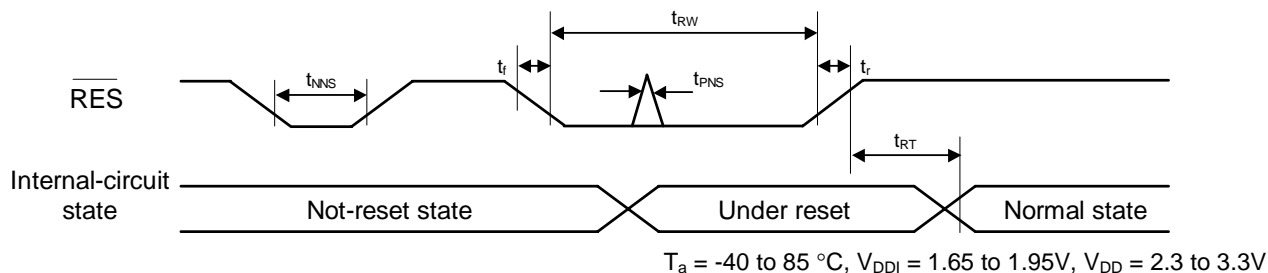 tRW
tf
tr
tNNS
tPNS
RES
tRT
Internal-circuit
state
Not-reset state
Under reset
Normal state
Ta = -40 to 85 °C, VDDI = 1.65 to 1.95V, VDD = 2.3 to 3.3V